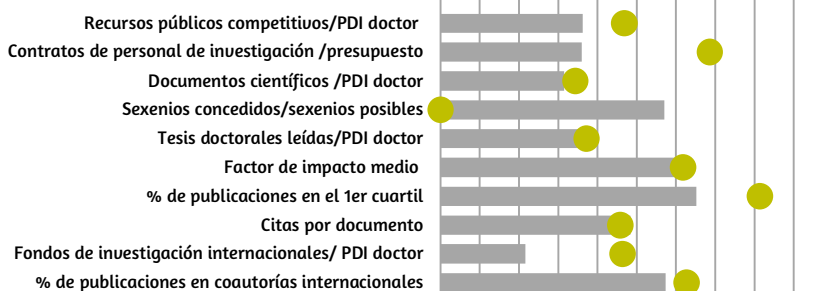 Recursos públicos competitivos/PDI doctor
Contratos de personal de investigación /presupuesto
Documentos científicos /PDI doctor
Sexenios concedidos/sexenios posibles
Tesis doctorales leídas/PDI doctor
Factor de impacto medio
% de publicaciones en el 1er cuartil
Citas por documento
Fondos de investigación internacionales/ PDI doctor
% de publicaciones en coautorías internacionales